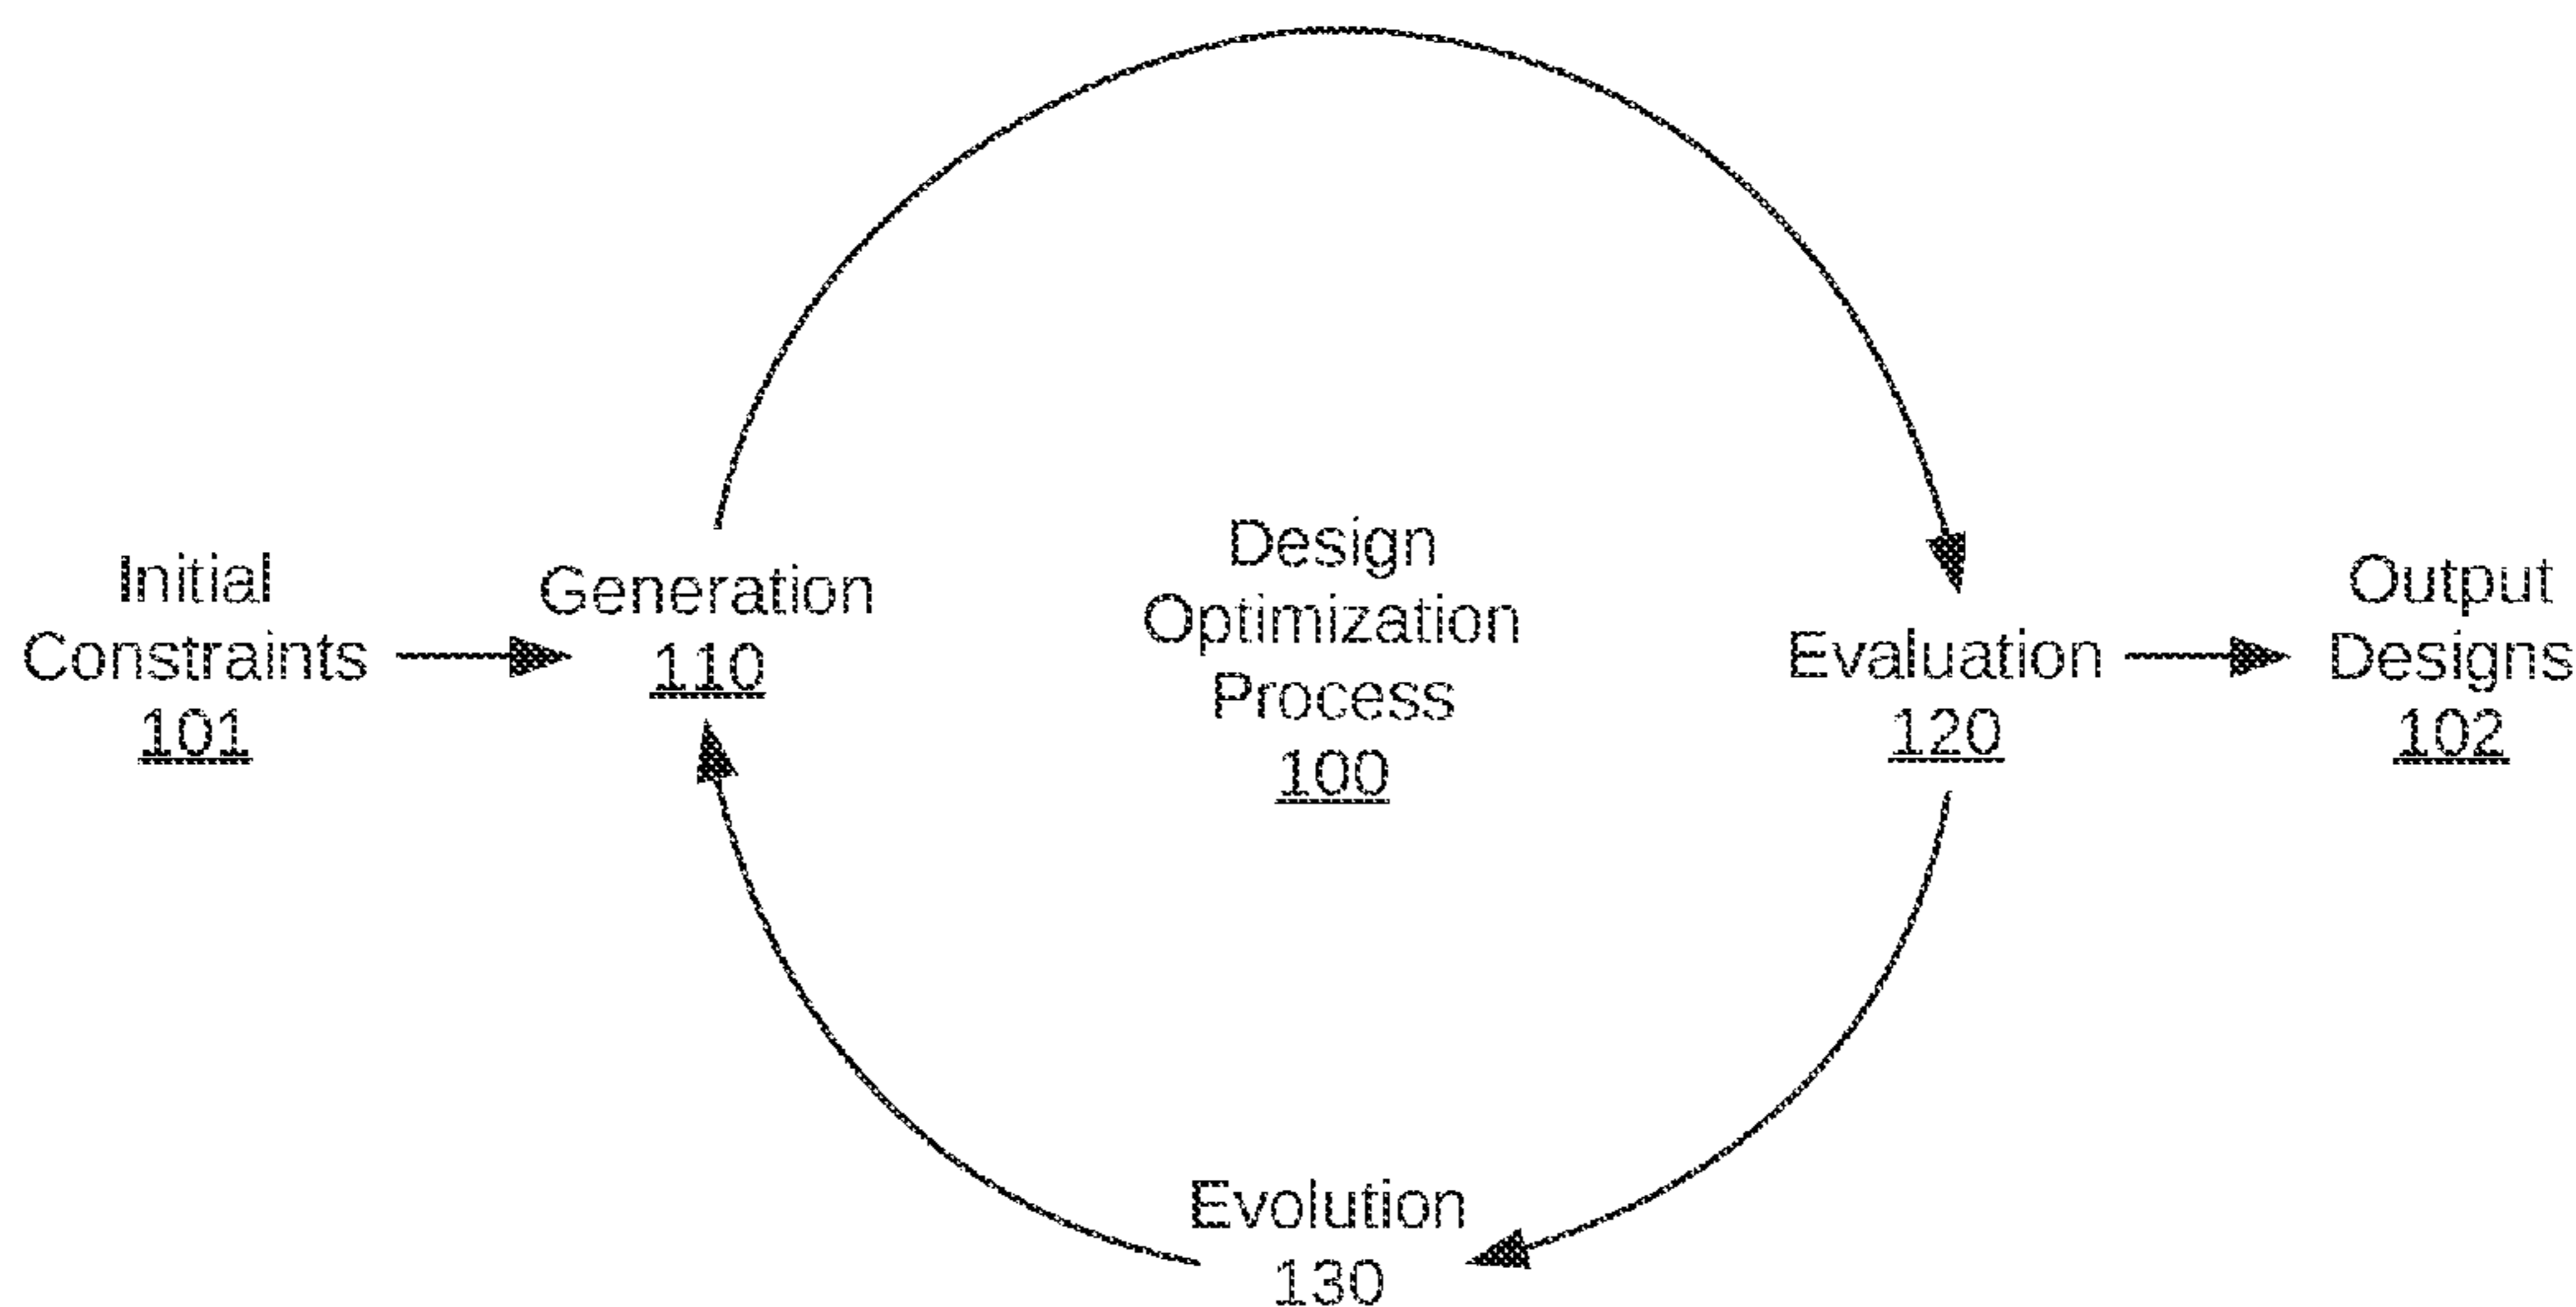 Initial
Constraints
101
Generation
110
Design
Optimization
Process
100
Evaluation
120
Output
Designs
102
Evolution
130